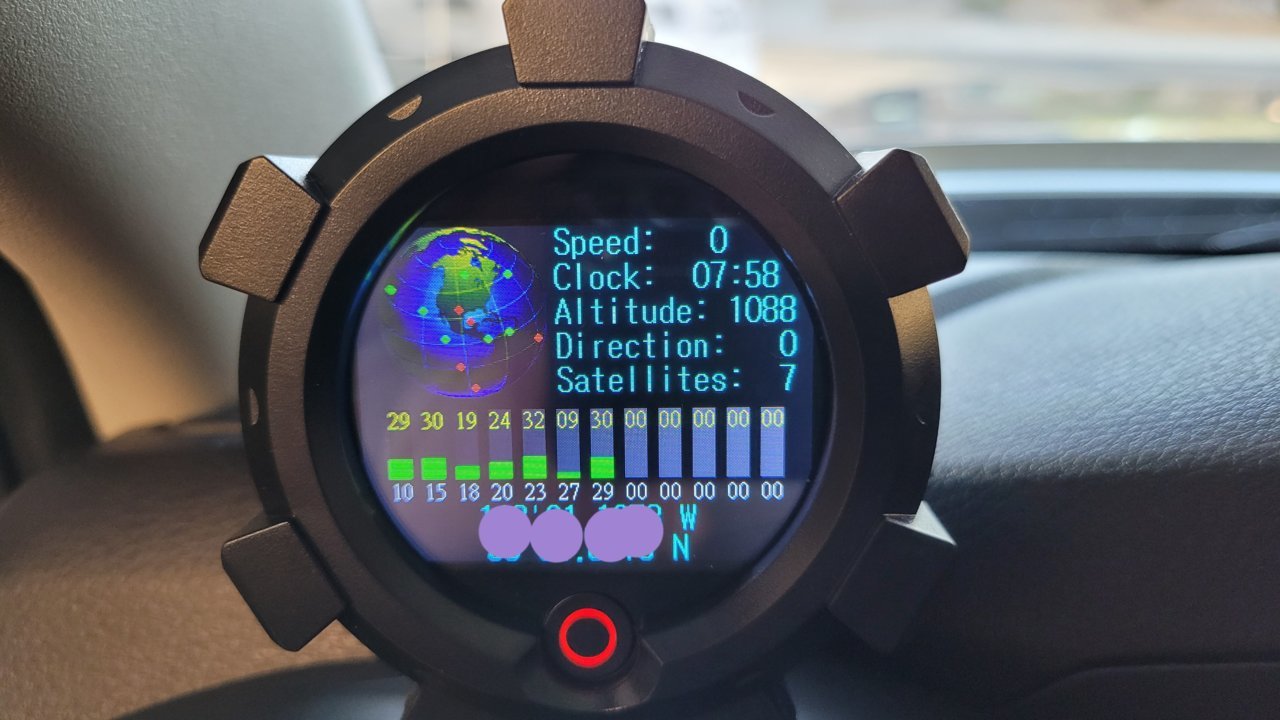 Speed: 0
Clock: 07:58
Altitude: 1088
Direction: 0
Satellites: 7
29 30 19 24 32 09 30 00 00 00 00 00
10 15 18 20 23 27 29 00 00 00 00 00
W
N